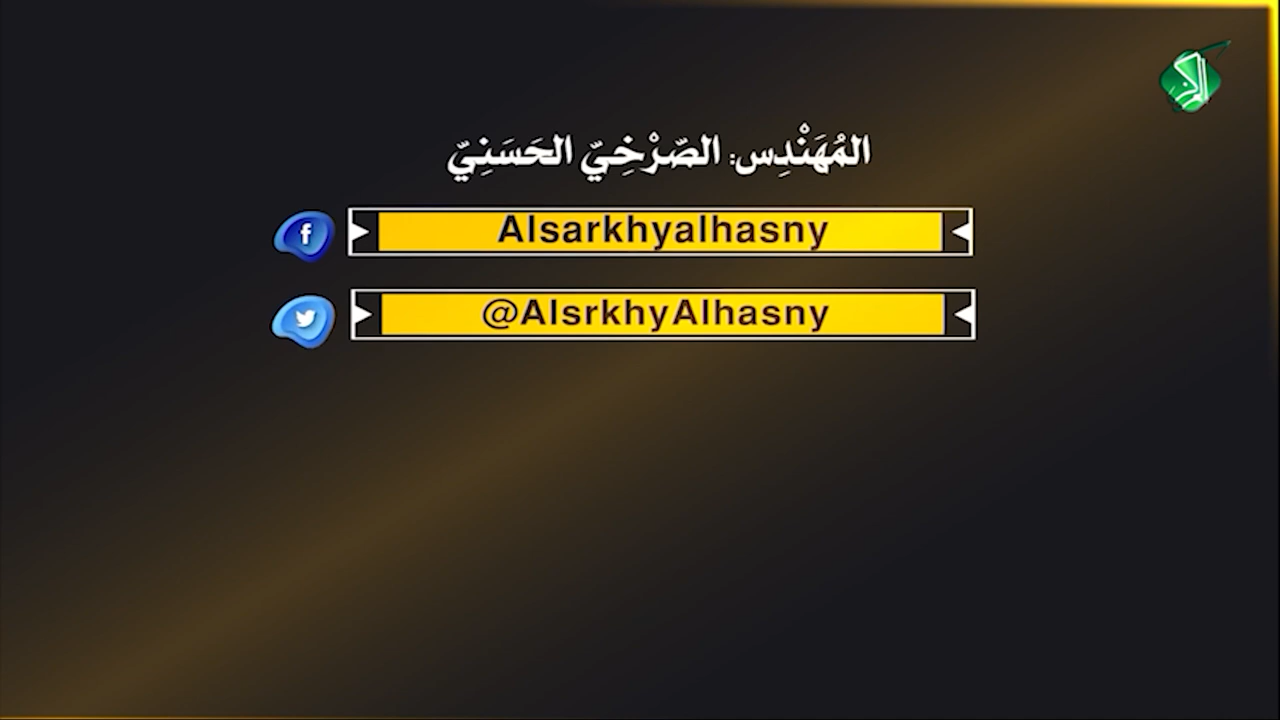 المُهَنْدِس: الصّرْخِيّ الحَسَنِيّ
Alsarkhyalhasny
@AlsrkhyAlhasny